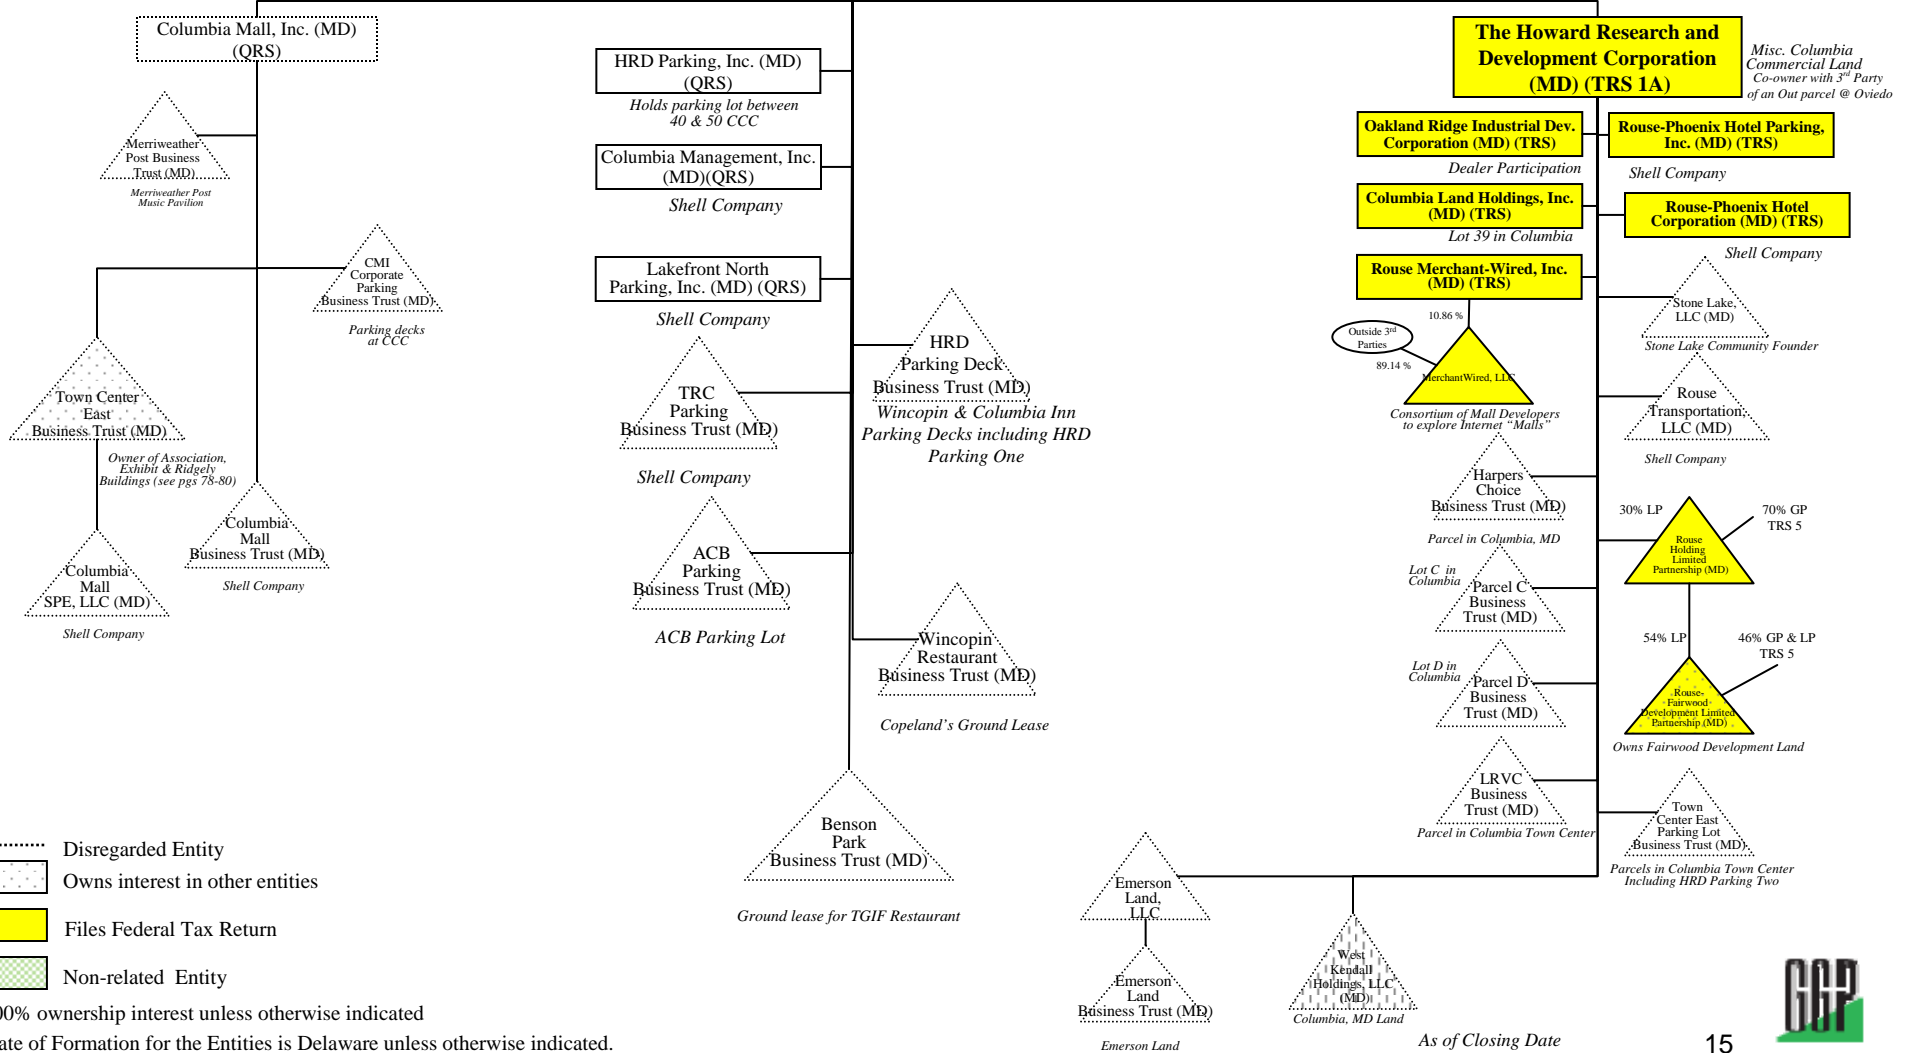 Columbia Mall, Inc. (MD)
(QRS)
Merriweather
Post Business
Trust (MD)
Merriweather Post
Music Pavilion
CMI
Corporate
Parking
Business Trust (MD)
Parking decks
at CCC
Town Center
East
Business Trust (MD)
Owner of Association,
Exhibit & Ridgely
Buildings (see pgs 78-80)
Columbia
Mall
SPE, LLC (MD)
Shell Company
Columbia
Mall
Business Trust (MD)
Shell Company
HRD Parking, Inc. (MD)
(QRS)
Holds parking lot between
40 & 50 CCC
Columbia Management, Inc.
(MD)(QRS)
Shell Company
Lakefront North
Parking, Inc. (MD) (QRS)
Shell Company
TRC
Parking
Business Trust (MD)
Shell Company
ACB
Parking
Business Trust (MD)
ACB Parking Lot
HRD
Parking Deck
Business Trust (MD)
Wincopin & Columbia Inn
Parking Decks including HRD
Parking One
Wincopin
Restaurant
Business Trust (MD)
Copeland's Ground Lease
Benson
Park
Business Trust (MD)
Ground lease for TGIF Restaurant
The Howard Research and
Development Corporation
(MD) (TRS 1A)
Misc. Columbia
Commercial Land
Co-owner with 3rd Party
of an Out parcel @ Oviedo
Oakland Ridge Industrial Dev.
Corporation (MD) (TRS)
Dealer Participation
Rouse-Phoenix Hotel Parking,
Inc. (MD) (TRS)
Shell Company
Columbia Land Holdings, Inc.
(MD) (TRS)
Lot 39 in Columbia
Rouse-Phoenix Hotel
Corporation (MD) (TRS)
Shell Company
Rouse Merchant-Wired, Inc.
(MD) (TRS)
10.86 %
Outside 3rd
Parties
89.14 %
MerchantWired, LLC
Consortium of Mall Developers
to explore Internet "Malls"
Stone Lake,
LLC (MD)
Stone Lake Community Founder
Rouse
Transportation,
LLC (MD)
Shell Company
Harpers
Choice
Business Trust (MD)
Parcel in Columbia, MD
30% LP
70% GP
TRS 5
Rouse
Holding
Limited
Partnership (MD)
Lot C in
Columbia
Parcel C
Business
Trust (MD)
54% LP
46% GP & LP
TRS 5
Rouse-
Fairwood
Development Limited
Partnership (MD)
Owns Fairwood Development Land
Lot D in
Columbia
Parcel D
Business
Trust (MD)
LRVC
Business
Trust (MD)
Parcel in Columbia Town Center
Town
Center East
Parking Lot
Business Trust (MD)
Parcels in Columbia Town Center
Including HRD Parking Two
Emerson
Land,
LLC
Emerson
Land
Business Trust (MD)
Emerson Land
West
Kendall
Holdings, LLC
(MD)
Columbia, MD Land
Disregarded Entity
Owns interest in other entities
Files Federal Tax Return
Non-related Entity
00% ownership interest unless otherwise indicated
ate of Formation for the Entities is Delaware unless otherwise indicated.
As of Closing Date
15
GGP